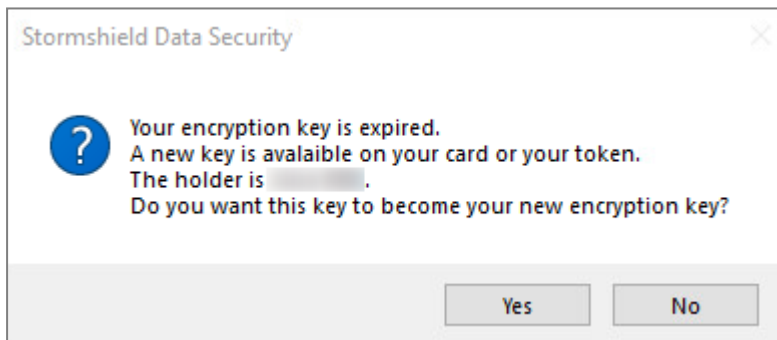 Stormshield Data Security
Your encryption key is expired.
A new key is avalaible on your card or your token.
The holder is .
Do you want this key to become your new encryption key?
Yes
No